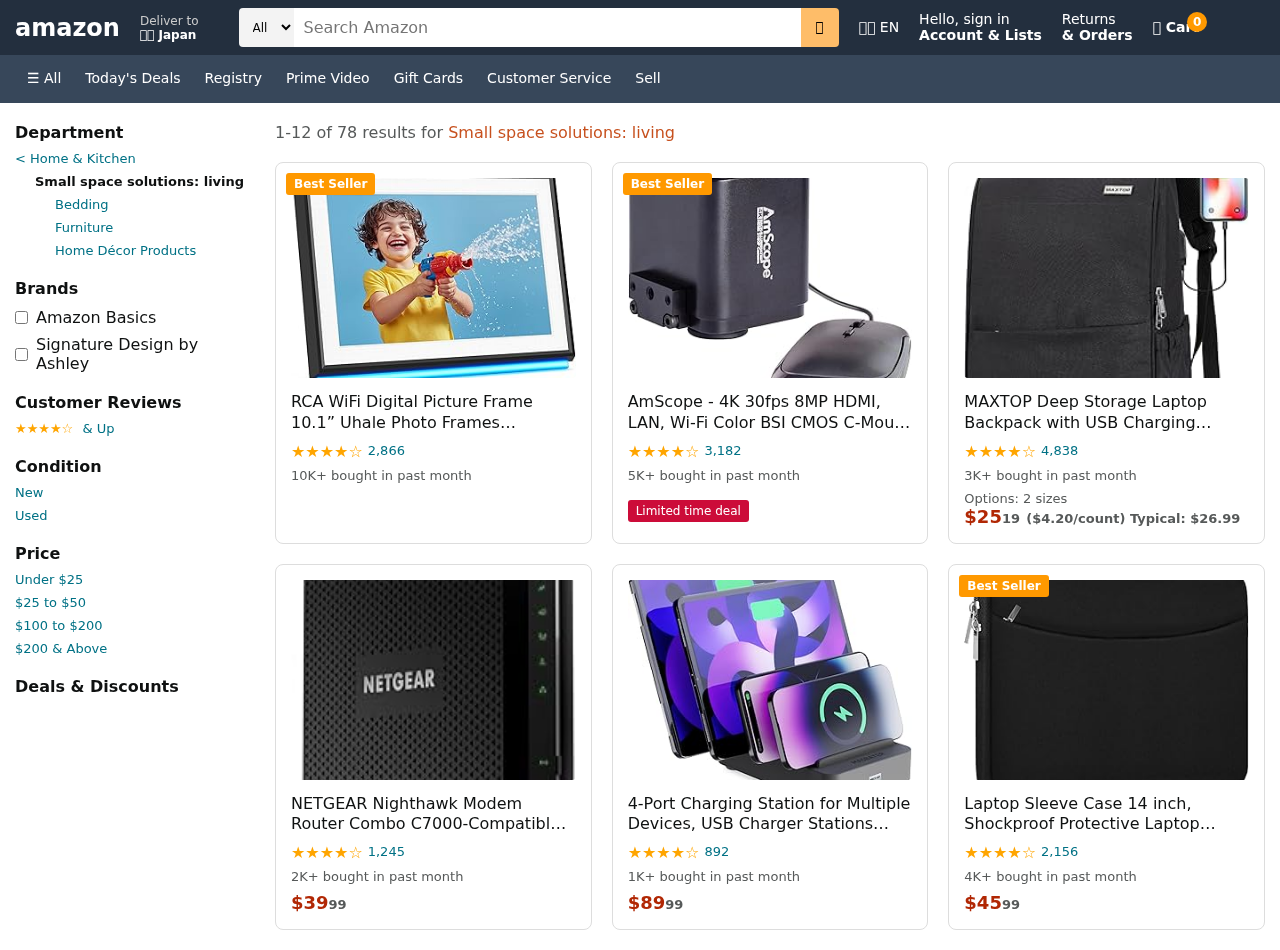 amazon
Deliver to
Japan
All
Search Amazon
EN
Hello, sign in
Account & Lists
Returns
& Orders
0
☰ All
Today's Deals
Registry
Prime Video
Gift Cards
Customer Service
Sell
Department
< Home & Kitchen
Small space solutions: living
Bedding
Furniture
Home Décor Products
Brands
Amazon Basics
Signature Design by
Ashley
Customer Reviews
★★★★☆ & Up
Condition
New
Used
Price
Under $25
$25 to $50
$100 to $200
$200 & Above
Deals & Discounts
1-12 of 78 results for Small space solutions: living
Best Seller
RCA WiFi Digital Picture Frame
10.1” Uhale Photo Frames…
★★★★☆ 2,866
10K+ bought in past month
Best Seller
AmScope
AmScope - 4K 30fps 8MP HDMI,
LAN, Wi-Fi Color BSI CMOS C-Mou…
★★★★☆ 3,182
5K+ bought in past month
Limited time deal
MAXTOP
MAXTOP Deep Storage Laptop
Backpack with USB Charging…
★★★★☆ 4,838
3K+ bought in past month
Options: 2 sizes
$2519 ($4.20/count) Typical: $26.99
NETGEAR
NETGEAR Nighthawk Modem
Router Combo C7000-Compatibl…
★★★★☆ 1,245
2K+ bought in past month
$3999
4-Port Charging Station for Multiple
Devices, USB Charger Stations…
★★★★☆ 892
1K+ bought in past month
$8999
Best Seller
Laptop Sleeve Case 14 inch,
Shockproof Protective Laptop…
★★★★☆ 2,156
4K+ bought in past month
$4599